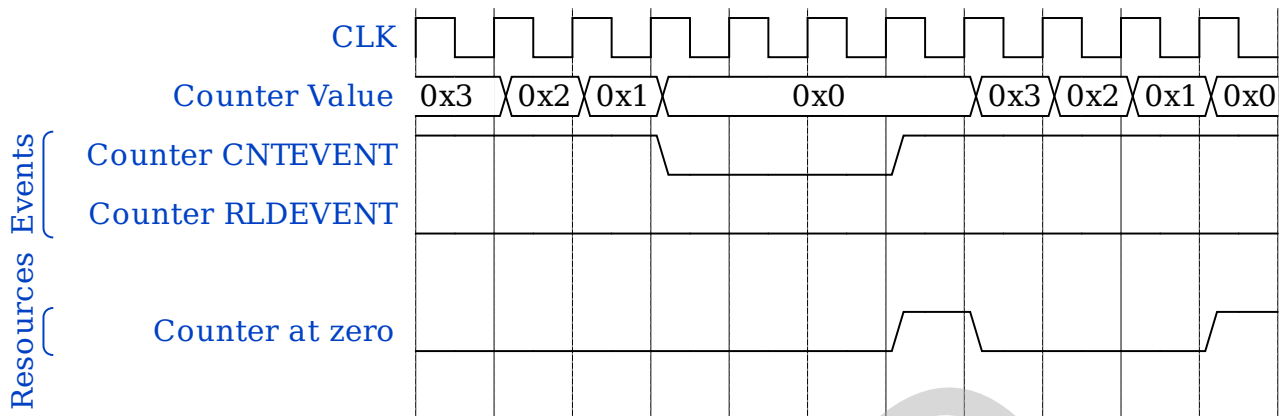 CLK
Counter Value
0x3 0x2 0x1 0x0 0x3 0x2 0x1 0x0
Events
Counter CNTEVENT
Counter RLDEVENT
Resources
Counter at zero